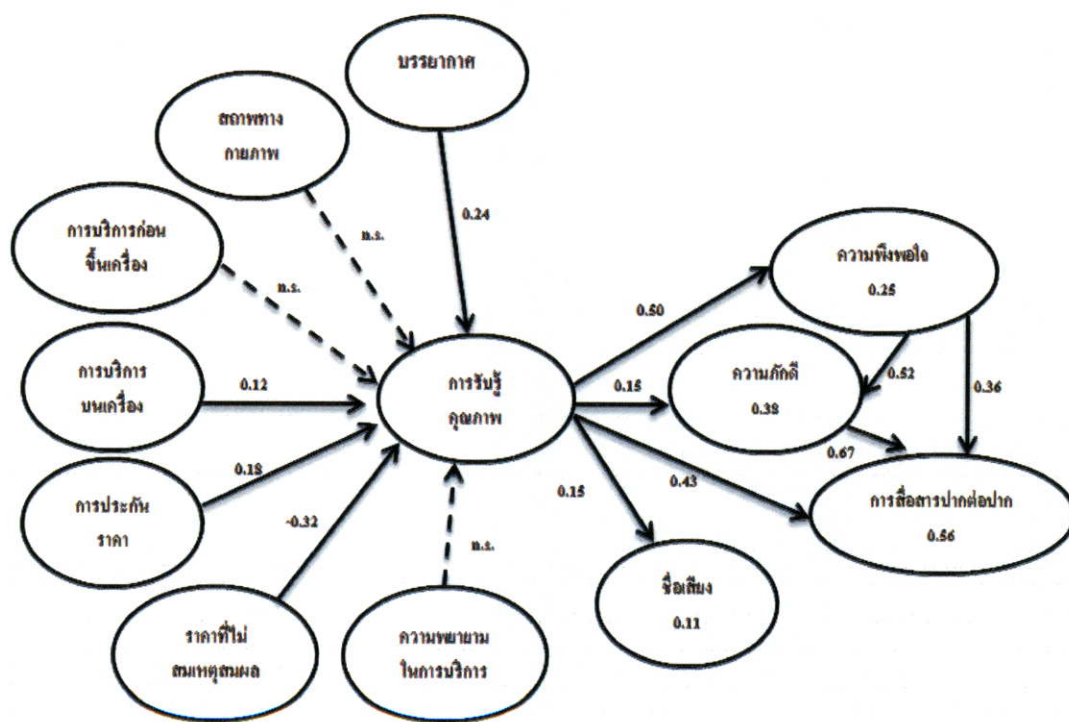 บรรยากาศ
สถาพทาง
กายภาพ
0.24
n.s.
การบริการก่อน
ขึ้นเครื่อง
n.s.
ความพึงพอใจ
0.25
0.50
การบริการ
บนเครื่อง
0.12
การรับรู้
คุณภาพ
0.15
ความภักดี
0.38
0.52
0.36
0.67
การประกัน
ราคา
0.18
-0.32
n.s.
0.15
0.43
การสื่อสารปากต่อปาก
0.56
ราคาที่ไม่
สมเหตุสมผล
ความพยายาม
ในการบริการ
ชื่อเสียง
0.11